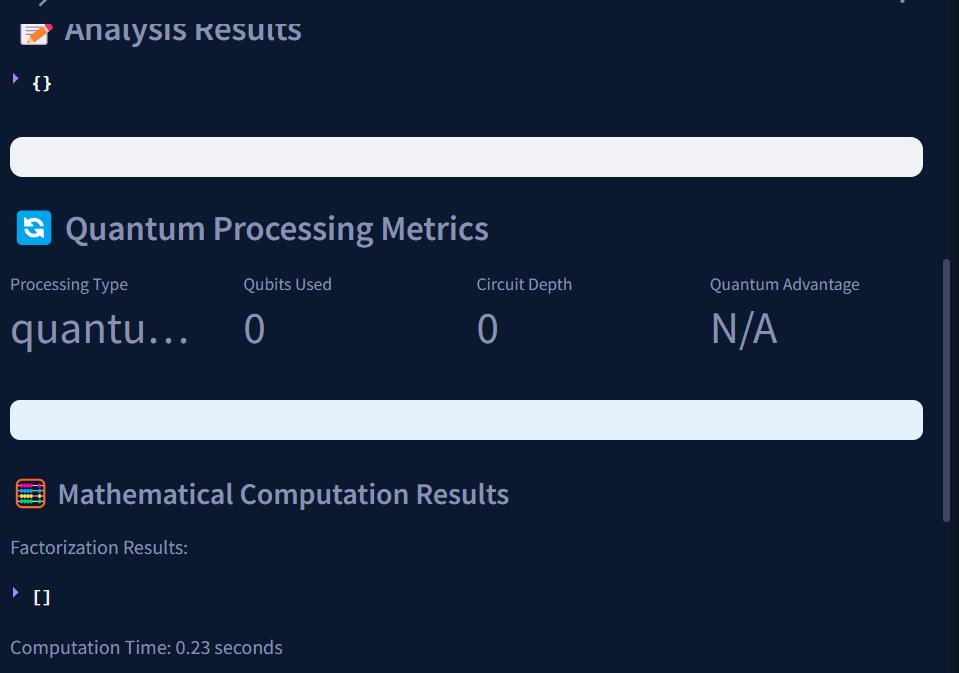 Analysis Results
{}
Quantum Processing Metrics
Processing Type Qubits Used Circuit Depth Quantum Advantage
quantu... 0 0 N/A
Mathematical Computation Results
Factorization Results:
[]
Computation Time: 0.23 seconds